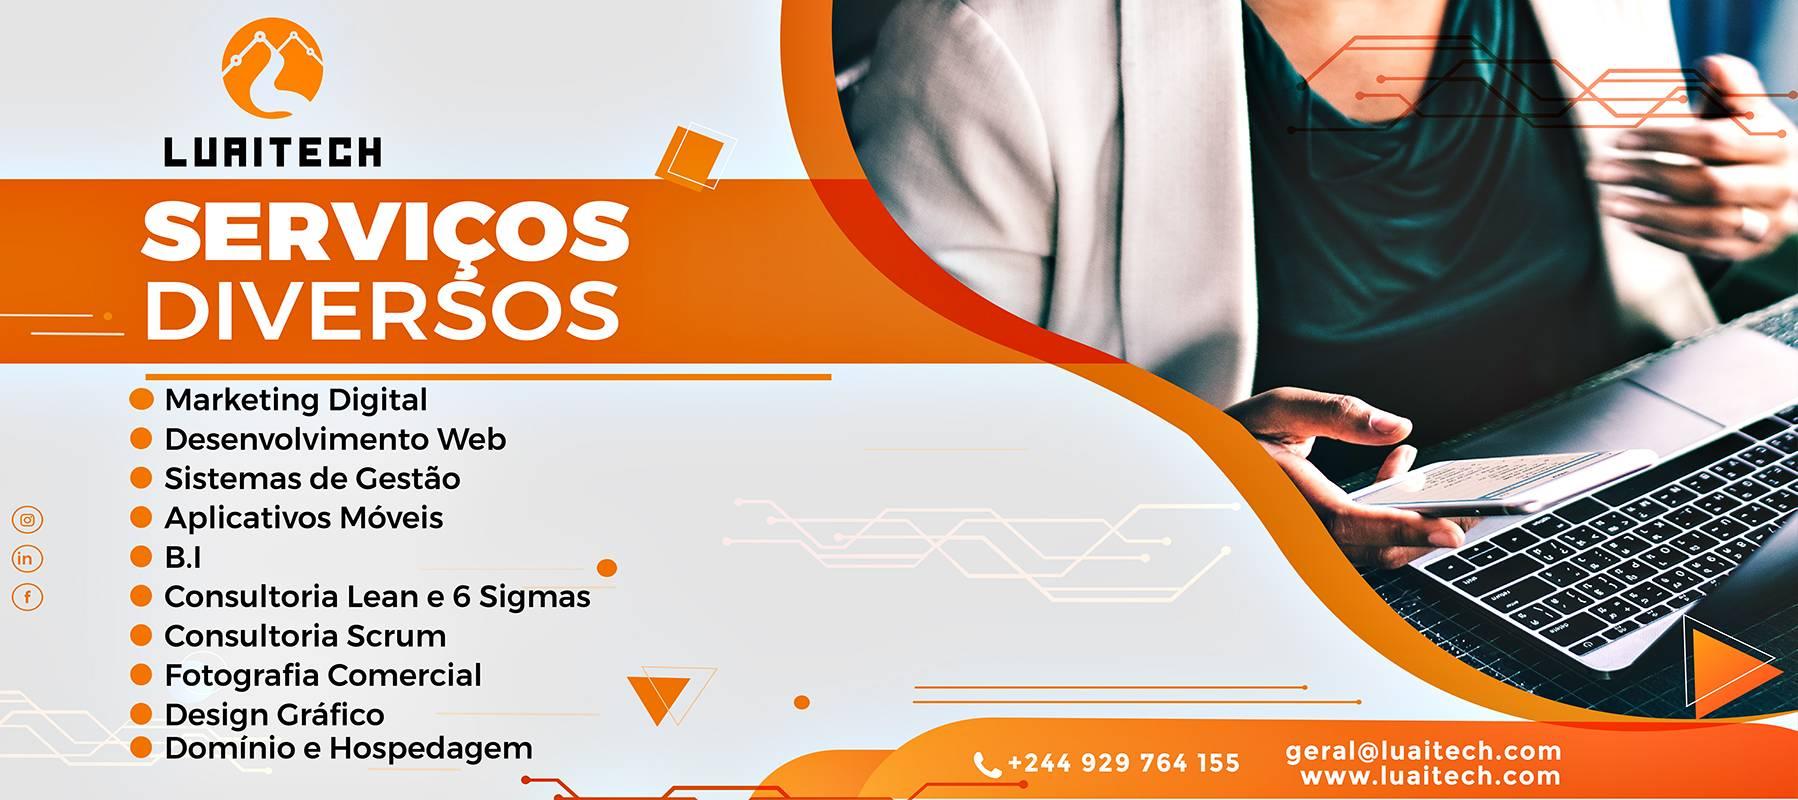 LUAITECH
SERVIÇOS
DIVERSOS
Marketing Digital
Desenvolvimento Web
Sistemas de Gestão
Aplicativos Móveis
B.I
Consultoria Lean e 6 Sigmas
Consultoria Scrum
Fotografia Comercial
Design Gráfico
Domínio e Hospedagem
+244 929 764 155
geral@luaitech.com
www.luaitech.com